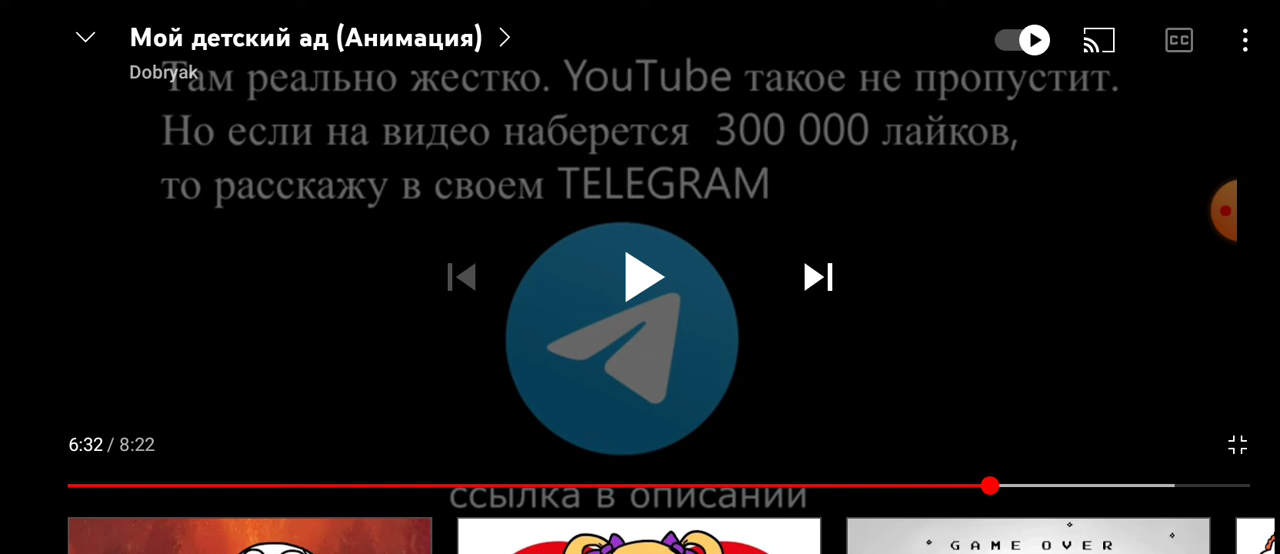 Мой детский ад (Анимация)
Dobryak
Там реально жестко. YouTube такое не пропустит.
Но если на видео наберется 300 000 лайков,
то расскажу в своем TELEGRAM
CC
6:32 / 8:22
ссылка в описании
GAME OVER